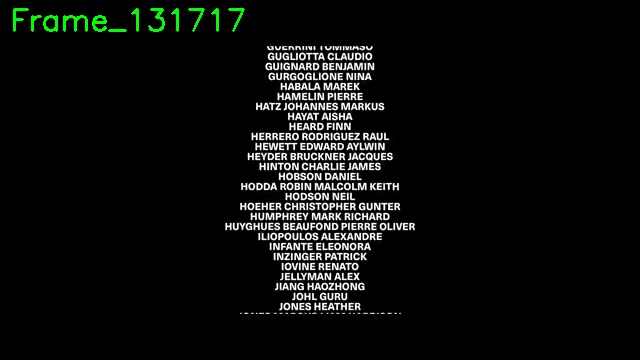 Frame_131717
GUERRINI TOMMASO
GUGLIOTTA CLAUDIO
GUIGNARD BENJAMIN
GURGOGLIONE NINA
HABALA MAREK
HAMELIN PIERRE
HATZ JOHANNES MARKUS
HAYAT AISHA
HEARD FINN
HERRERO RODRIGUEZ RAUL
HEWETT EDWARD AYLWIN
HEYDER BRUCKNER JACQUES
HINTON CHARLIE JAMES
HOBSON DANIEL
HODDA ROBIN MALCOLM KEITH
HODSON NEIL
HOEHER CHRISTOPHER GUNTER
HUMPHREY MARK RICHARD
HUYGHUES BEAUFOND PIERRE OLIVER
ILIOPOULOS ALEXANDRE
INFANTE ELEONORA
INZINGER PATRICK
IOVINE RENATO
JELLYMAN ALEX
JIANG HAOZHONG
JOHL GURU
JONES HEATHER